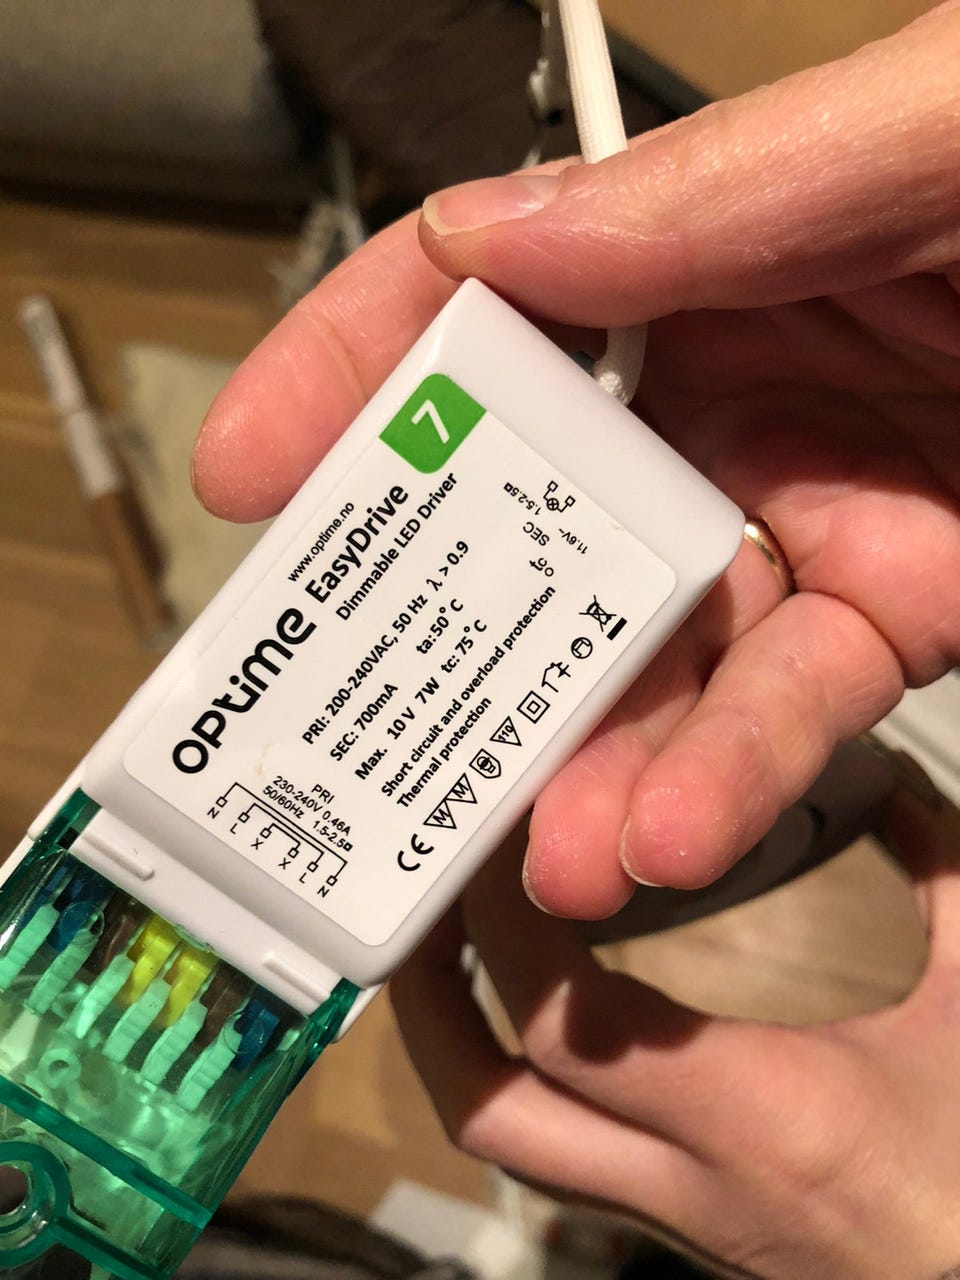 7
www.optime.no
OPtime EasyDrive
Dimmable LED Driver
PRI: 200-240VAC, 50 Hz λ > 0.9
SEC: 700mA ta:50°C
Max. 10V 7W tc: 75°C
Short circuit and overload protection
Thermal protection
CE M M 110
PRI
230-240V 0.46A
50/60Hz 1.5-2.5
N L X X L N
SEC
11.6V~
1.5-2.5